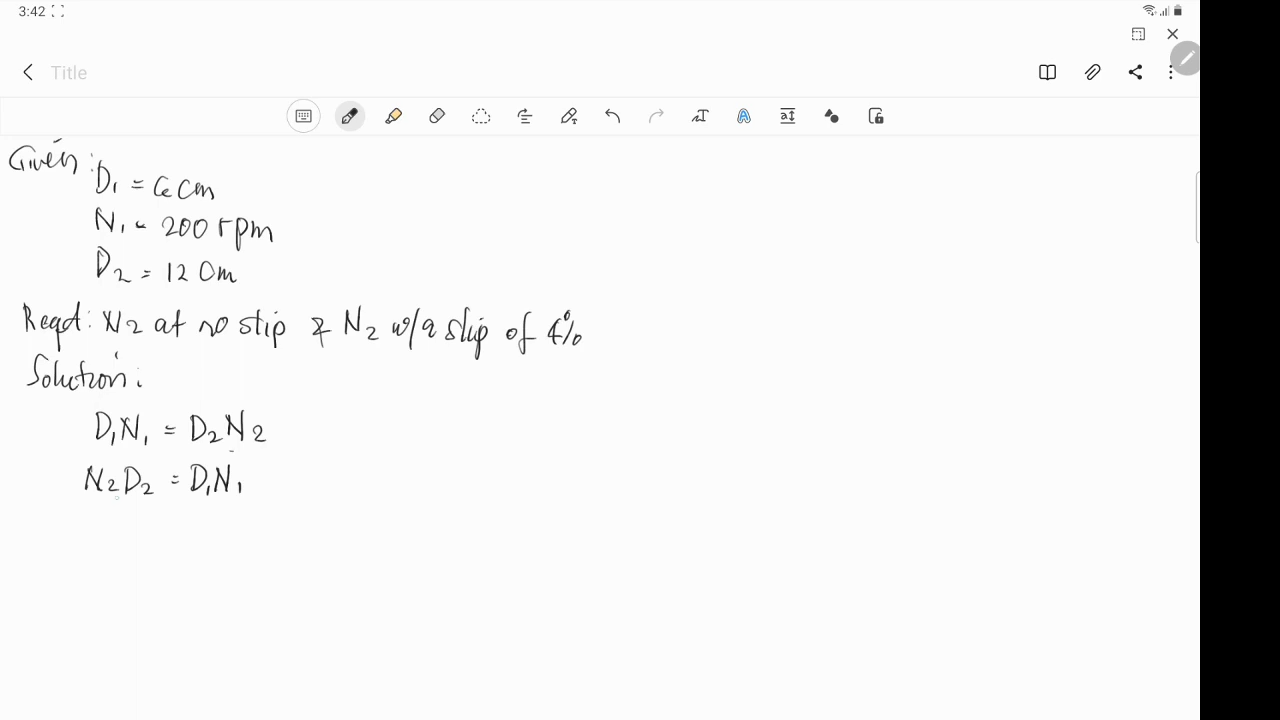 3:42
Title
Given:
D₁ = 6 cm
N₁ = 200 rpm
D₂ = 12 cm
Reqd: N₂ at no slip & N₂ w/a slip of 4%
Solution:
D₁N₁ = D₂N₂
N₂D₂ = D₁N₁